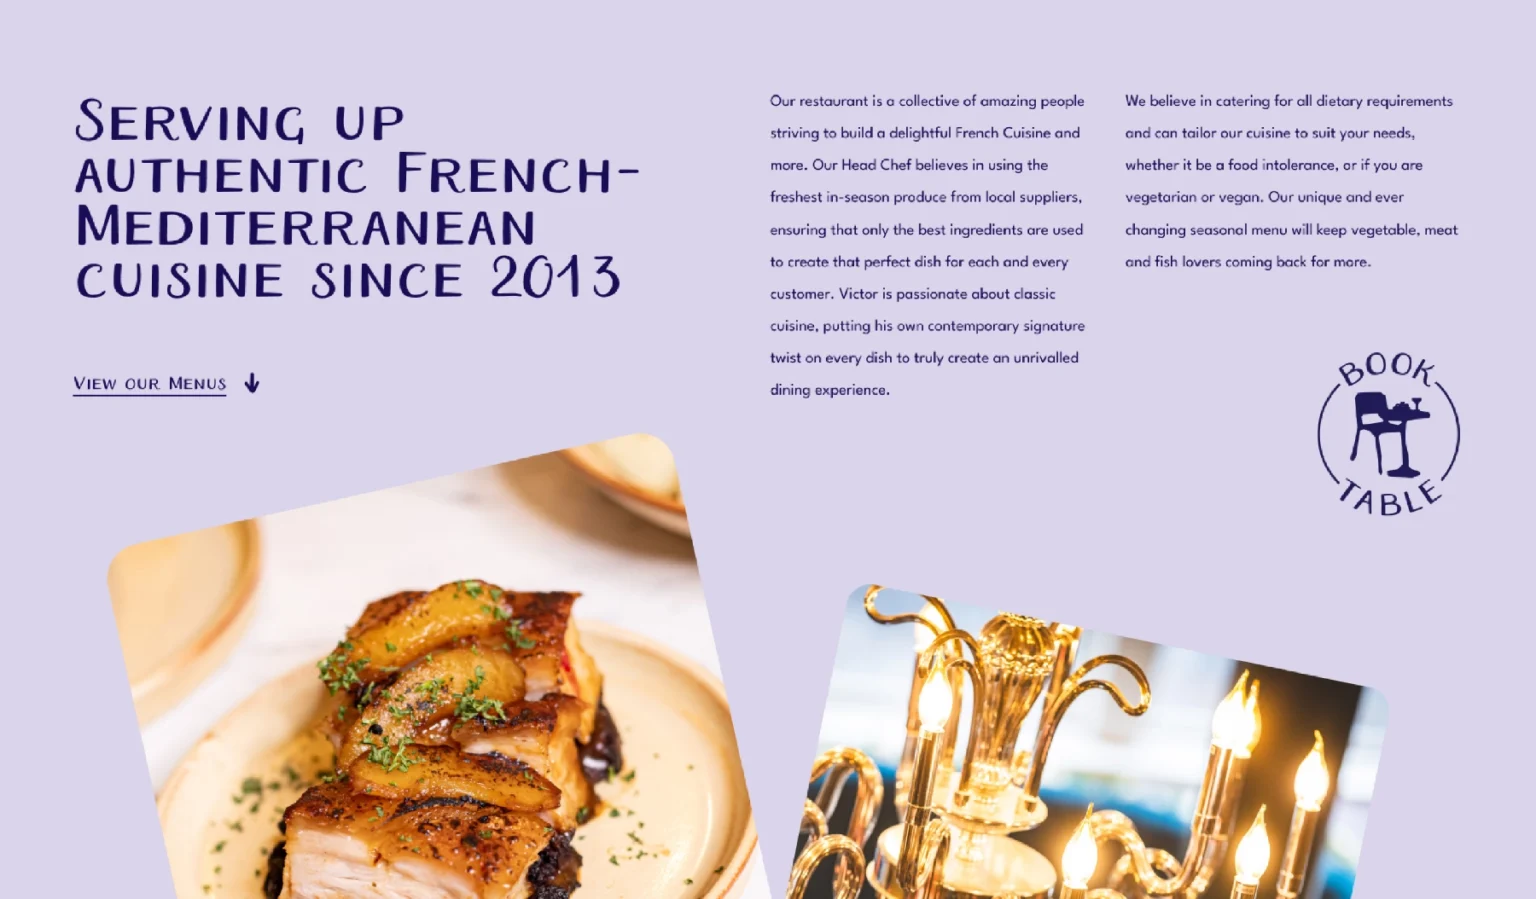 Serving up
authentic French-
Mediterranean
cuisine since 2013
View our Menus
Our restaurant is a collective of amazing people
striving to build a delightful French Cuisine and
more. Our Head Chef believes in using the
freshest in-season produce from local suppliers,
ensuring that only the best ingredients are used
to create that perfect dish for each and every
customer. Victor is passionate about classic
cuisine, putting his own contemporary signature
twist on every dish to truly create an unrivalled
dining experience.
We believe in catering for all dietary requirements
and can tailor our cuisine to suit your needs,
whether it be a food intolerance, or if you are
vegetarian or vegan. Our unique and ever
changing seasonal menu will keep vegetable, meat
and fish lovers coming back for more.
BOOK
TABLE